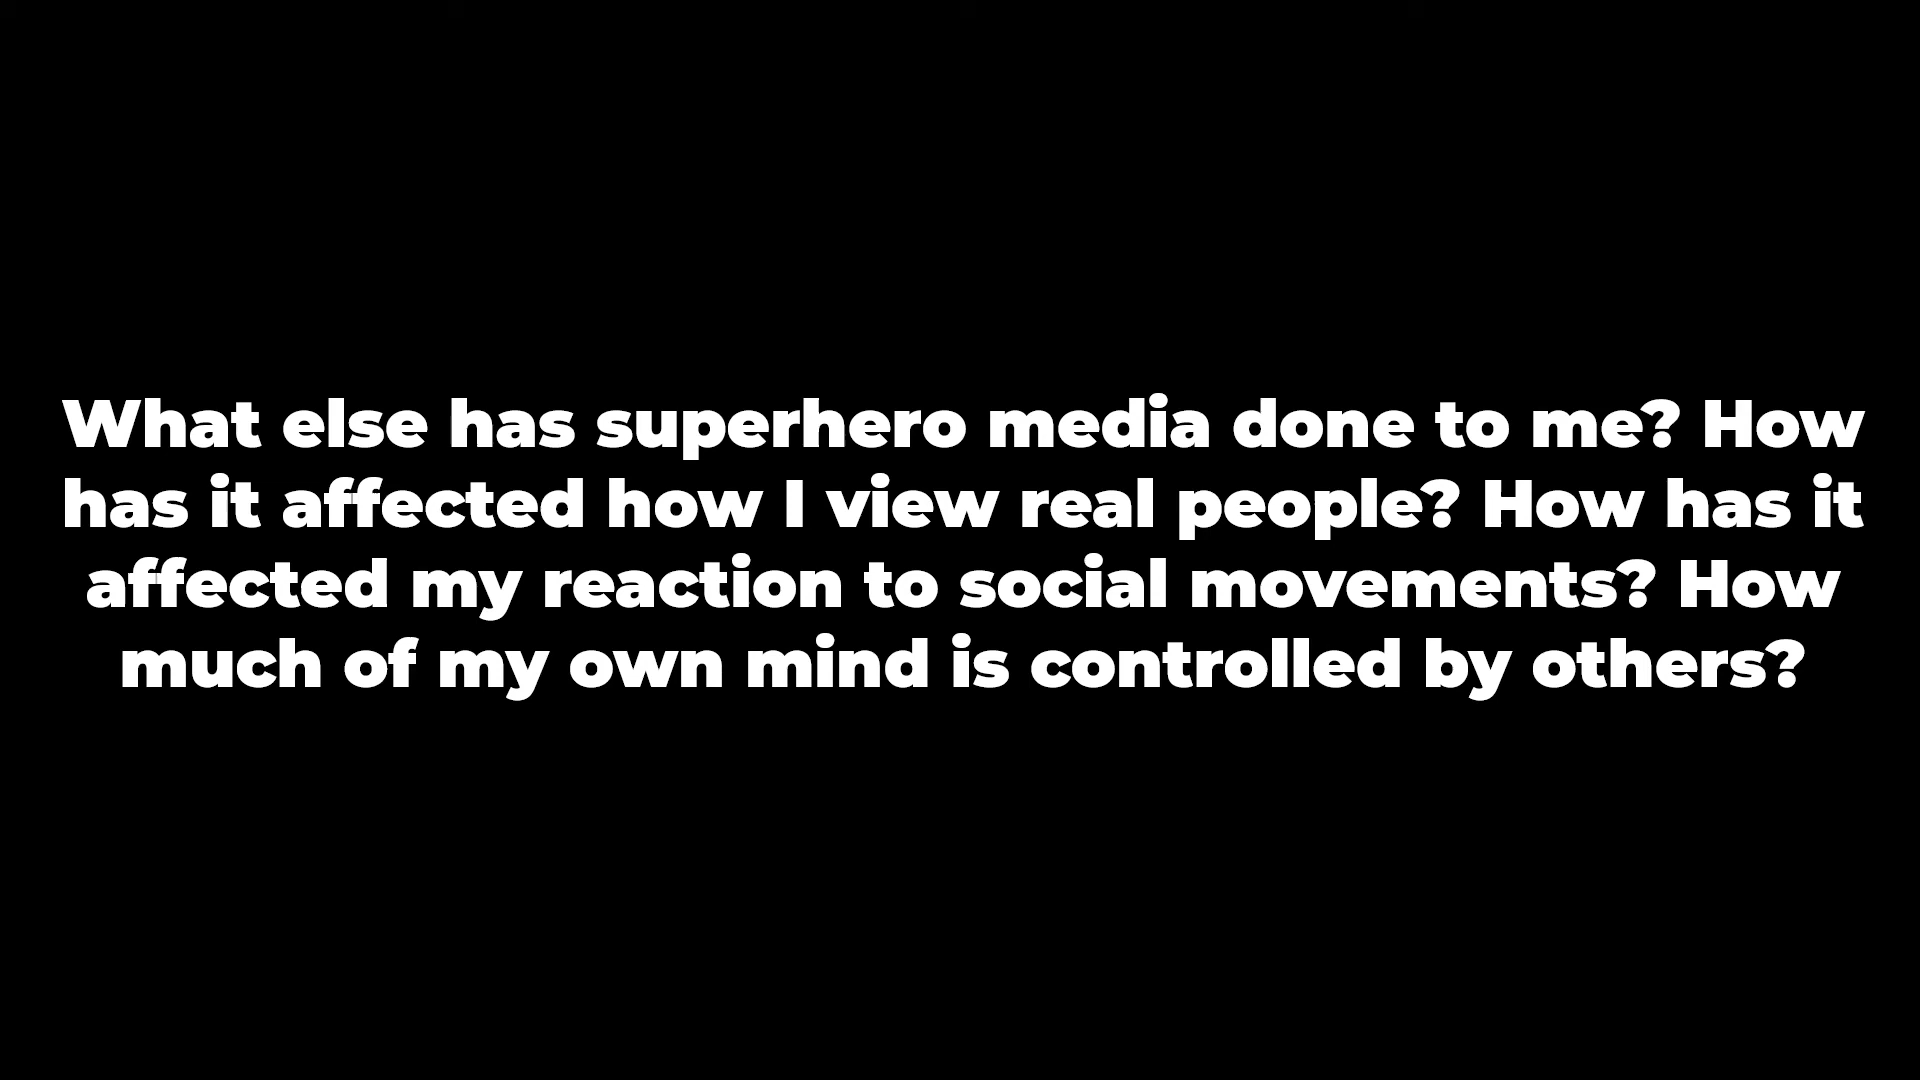 What else has superhero media done to me? How
has it affected how I view real people? How has it
affected my reaction to social movements? How
much of my own mind is controlled by others?